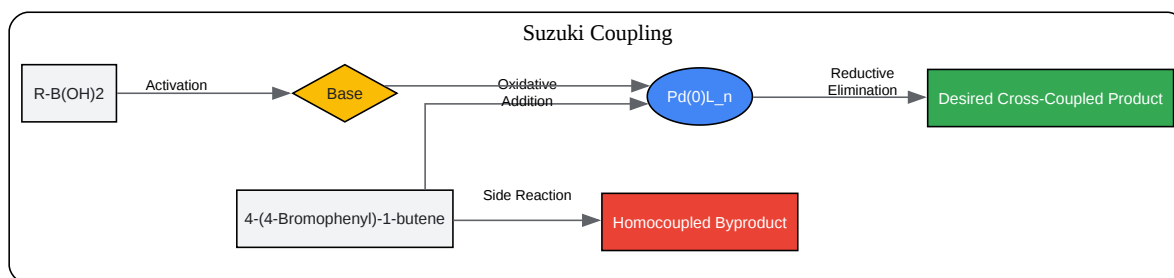 Suzuki Coupling
R-B(OH)2
Activation
Base
Oxidative
Addition
Pd(0)L_n
Reductive
Elimination
Desired Cross-Coupled Product
4-(4-Bromophenyl)-1-butene
Side Reaction
Homocoupled Byproduct